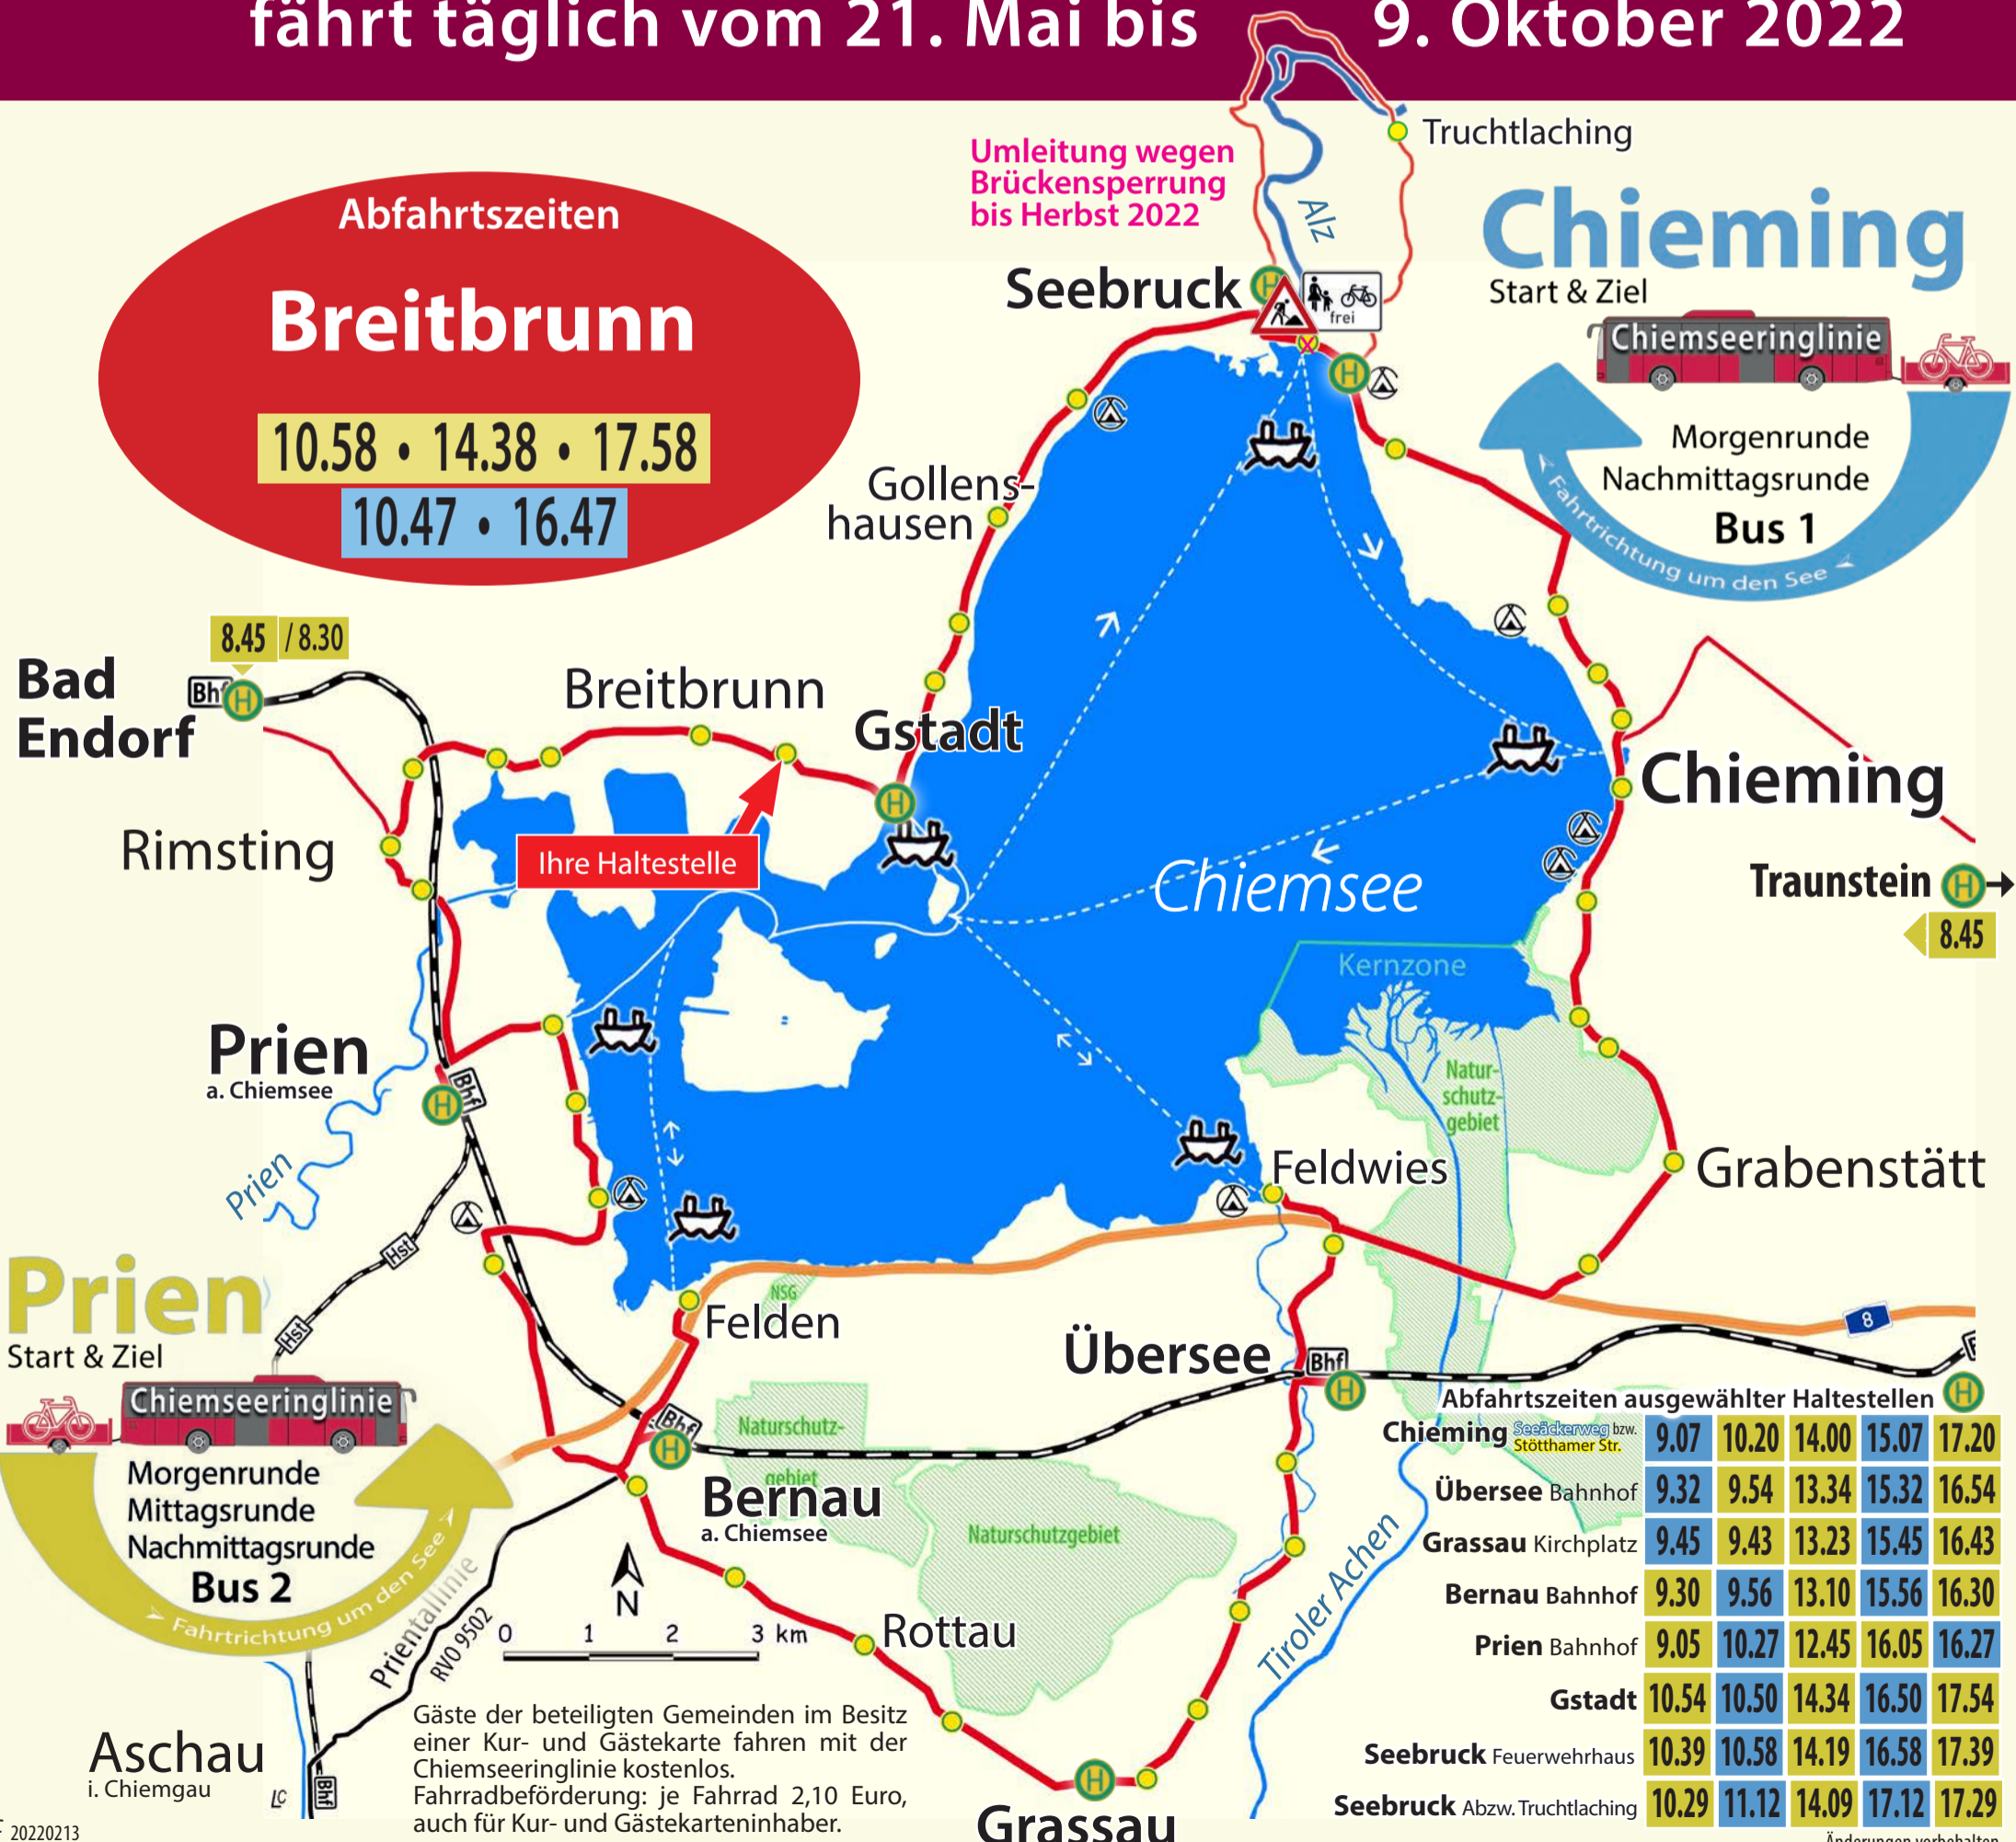 fährt täglich vom 21. Mai bis 9. Oktober 2022
Truchtlaching
Umleitung wegen
Brückensperrung
bis Herbst 2022
Alz
Abfahrtszeiten
Breitbrunn
10.58 • 14.38 • 17.58
10.47 • 16.47
Chieming
Start & Ziel
Chiemseeringlinie
Morgenrunde
Nachmittagsrunde
Bus 1
Fahrtrichtung um den See
Seebruck
H
frei
H
Gollens-
hausen
8.45 / 8.30
Bad
Endorf
Bhf
H
Breitbrunn
Gstadt
H
Chieming
Rimsting
Ihre Haltestelle
Chiemsee
Traunstein H
8.45
Kernzone
Prien
a. Chiemsee
Bhf
H
Natur-
schutz-
gebiet
Prien
Feldwies
Grabenstätt
Hst
Hst
Prien
Start & Ziel
Chiemseeringlinie
Morgenrunde
Mittagsrunde
Nachmittagsrunde
Bus 2
Fahrtrichtung um den See
NSG
Felden
8
Übersee
Bhf
H
Bhf
H
Naturschutz-
gebiet
Bernau
a. Chiemsee
Naturschutzgebiet
N
0 1 2 3 km
Prientallinie
RVO 9502
Rottau
Tiroler Achen
Aschau
i. Chiemgau
LC
Bhf
Gäste der beteiligten Gemeinden im Besitz
einer Kur- und Gästekarte fahren mit der
Chiemseeringlinie kostenlos.
Fahrradbeförderung: je Fahrrad 2,10 Euro,
auch für Kur- und Gästekarteninhaber.
H
Grassau
Abfahrtszeiten ausgewählter Haltestellen H
Chieming Seeäckerweg bzw. Stötthamer Str. 9.07 10.20 14.00 15.07 17.20
Übersee Bahnhof 9.32 9.54 13.34 15.32 16.54
Grassau Kirchplatz 9.45 9.43 13.23 15.45 16.43
Bernau Bahnhof 9.30 9.56 13.10 15.56 16.30
Prien Bahnhof 9.05 10.27 12.45 16.05 16.27
Gstadt 10.54 10.50 14.34 16.50 17.54
Seebruck Feuerwehrhaus 10.39 10.58 14.19 16.58 17.39
Seebruck Abzw. Truchtlaching 10.29 11.12 14.09 17.12 17.29
20220213
Änderungen vorbehalten